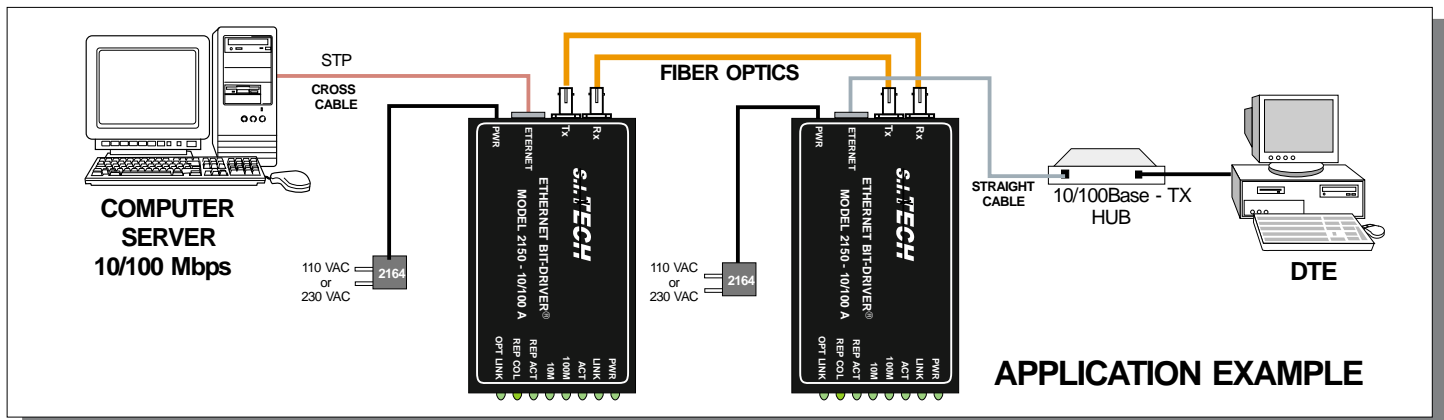 STP
CROSS
CABLE
FIBER OPTICS
COMPUTER
SERVER
10/100 Mbps
110 VAC
or
230 VAC
2164
PWR
ETERNET
Tx
Rx
S.I.TECH
ETHERNET BIT-DRIVER®
MODEL 2150 - 10/100 A
OPT LINK
REP COL
REP ACT
10M
100M
ACT
LINK
PWR
110 VAC
or
230 VAC
2164
PWR
ETERNET
Tx
Rx
S.I.TECH
ETHERNET BIT-DRIVER®
MODEL 2150 - 10/100 A
OPT LINK
REP COL
REP ACT
10M
100M
ACT
LINK
PWR
STRAIGHT
CABLE
10/100Base - TX
HUB
DTE
APPLICATION EXAMPLE